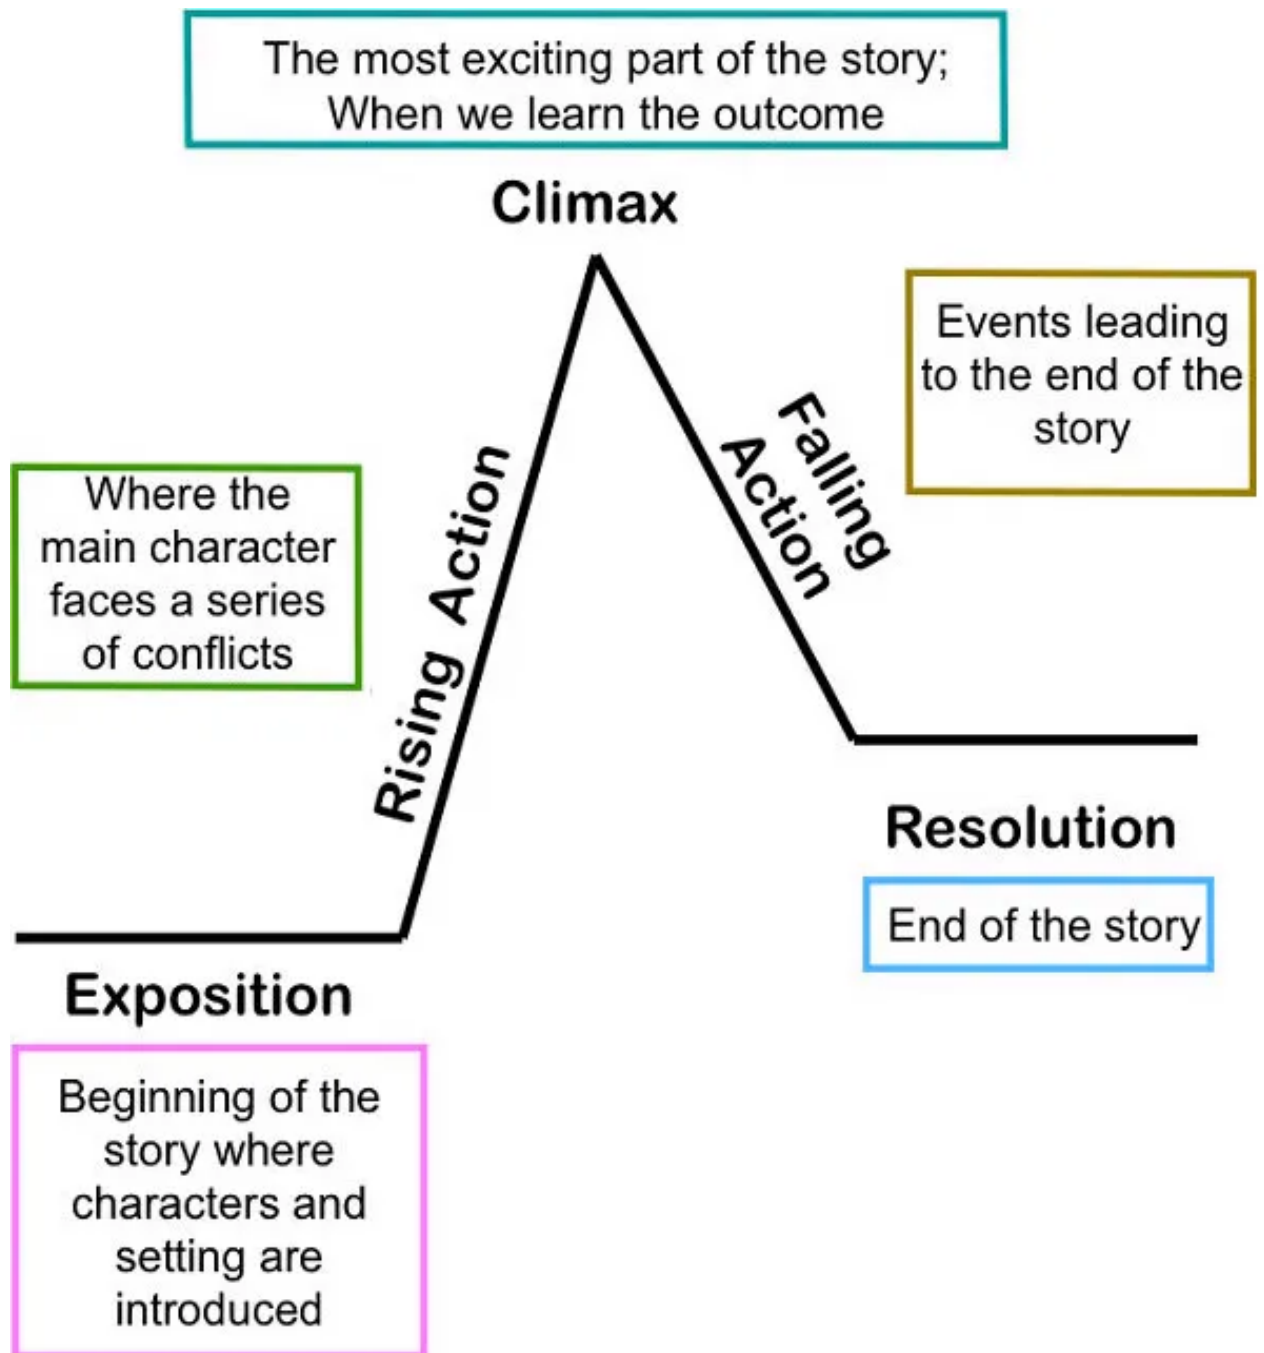 The most exciting part of the story;
When we learn the outcome
Climax
Events leading
to the end of the
story
Falling
Action
Where the
main character
faces a series
of conflicts
Rising Action
Resolution
End of the story
Exposition
Beginning of the
story where
characters and
setting are
introduced